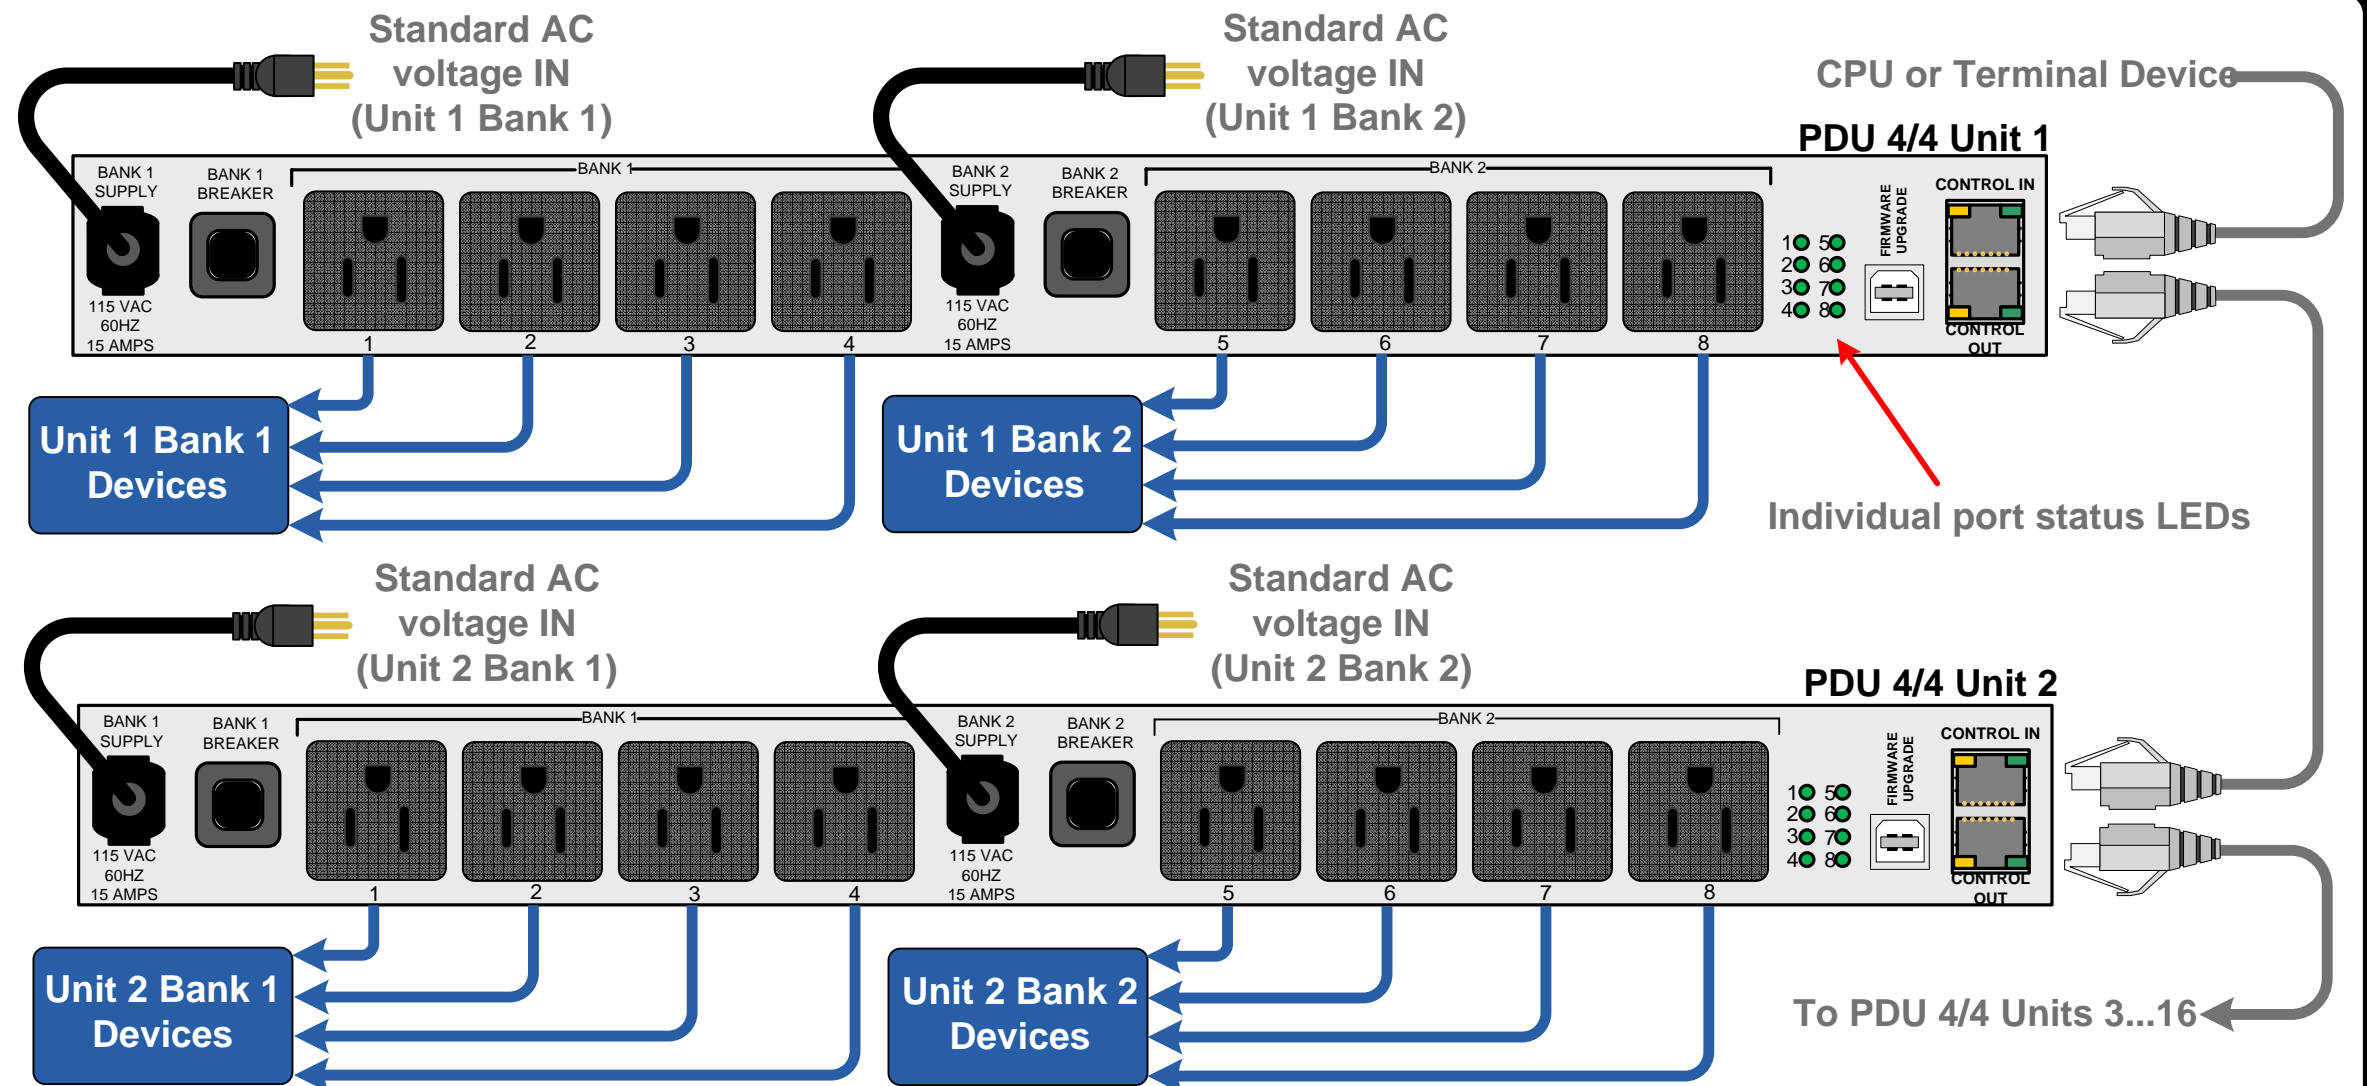 Standard AC
voltage IN
(Unit 1 Bank 1)
Standard AC
voltage IN
(Unit 1 Bank 2)
CPU or Terminal Device
PDU 4/4 Unit 1
BANK 1
SUPPLY
BANK 1
BREAKER
BANK 1
BANK 2
SUPPLY
BANK 2
BREAKER
BANK 2
FIRMWARE
UPGRADE
CONTROL IN
1 5
2 6
3 7
4 8
115 VAC
60HZ
15 AMPS
115 VAC
60HZ
15 AMPS
CONTROL
OUT
1 2 3 4 5 6 7 8
Unit 1 Bank 1
Devices
Unit 1 Bank 2
Devices
Individual port status LEDs
Standard AC
voltage IN
(Unit 2 Bank 1)
Standard AC
voltage IN
(Unit 2 Bank 2)
PDU 4/4 Unit 2
BANK 1
SUPPLY
BANK 1
BREAKER
BANK 1
BANK 2
SUPPLY
BANK 2
BREAKER
BANK 2
FIRMWARE
UPGRADE
CONTROL IN
1 5
2 6
3 7
4 8
115 VAC
60HZ
15 AMPS
115 VAC
60HZ
15 AMPS
CONTROL
OUT
1 2 3 4 5 6 7 8
Unit 2 Bank 1
Devices
Unit 2 Bank 2
Devices
To PDU 4/4 Units 3...16